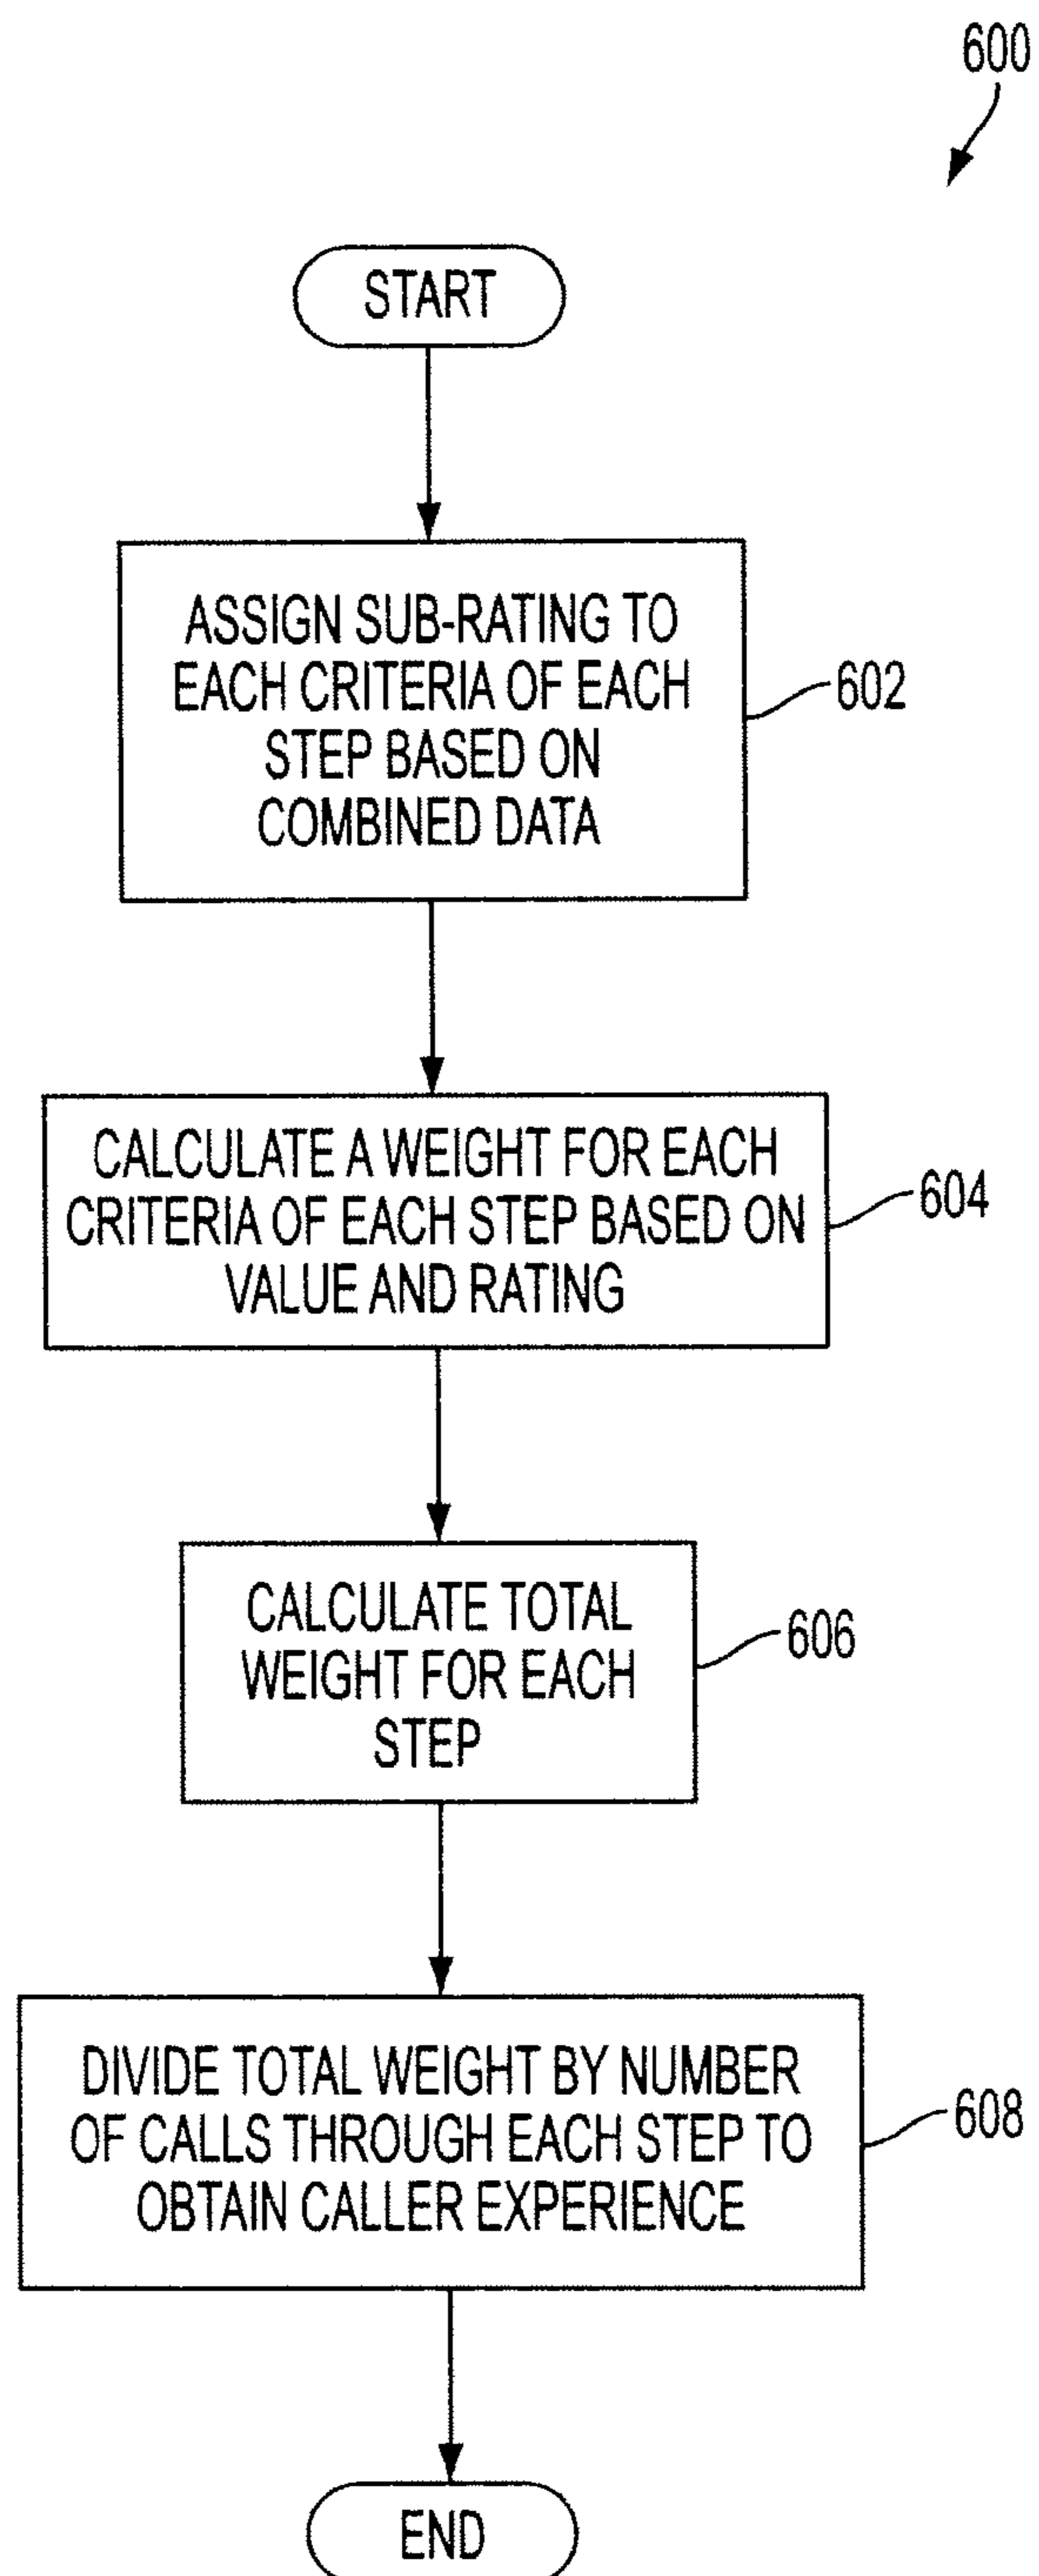 600
START
ASSIGN SUB-RATING TO
EACH CRITERIA OF EACH
STEP BASED ON
COMBINED DATA
602
CALCULATE A WEIGHT FOR EACH
CRITERIA OF EACH STEP BASED ON
VALUE AND RATING
604
CALCULATE TOTAL
WEIGHT FOR EACH
STEP
606
DIVIDE TOTAL WEIGHT BY NUMBER
OF CALLS THROUGH EACH STEP TO
OBTAIN CALLER EXPERIENCE
608
END